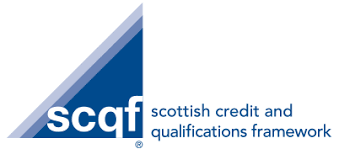 scqf scottish credit and
® qualifications framework